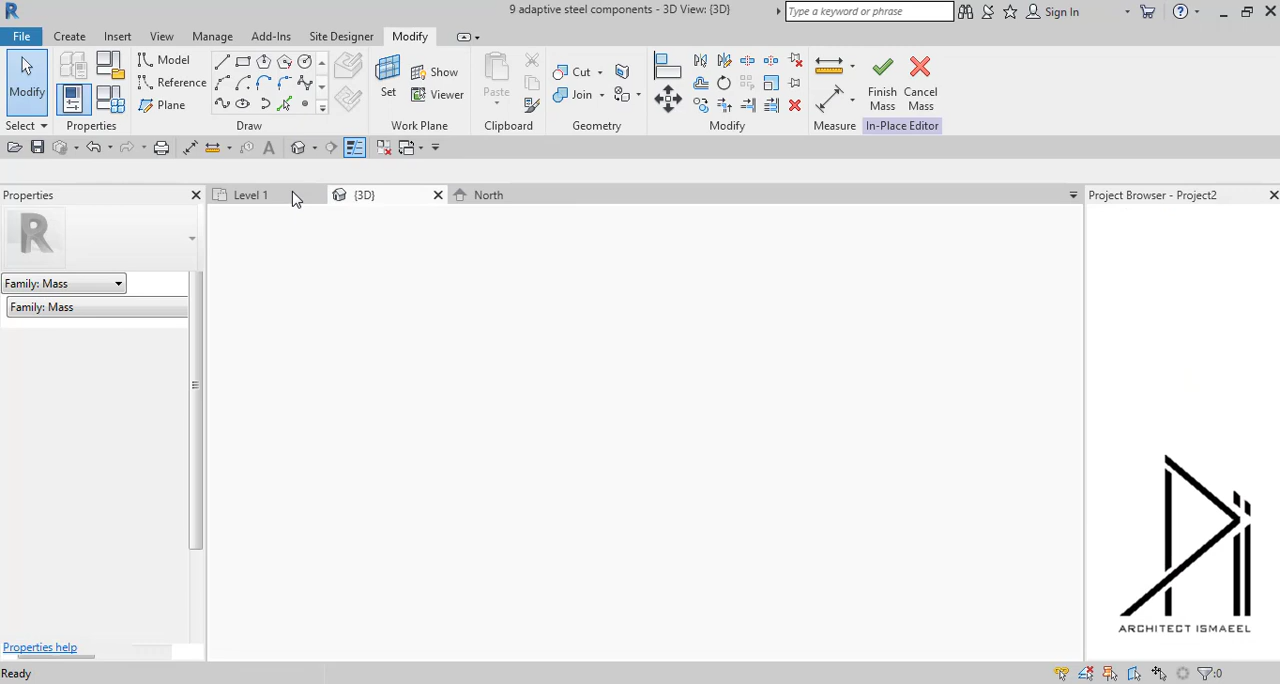 9 adaptive steel components - 3D View: {3D}
Type a keyword or phrase
Sign In
File Create Insert View Manage Add-Ins Site Designer Modify
Modify
Model
Reference
Plane
Set
Show
Viewer
Paste
Cut
Join
Finish Mass
Cancel Mass
Select Properties Draw Work Plane Clipboard Geometry Modify Measure In-Place Editor
Properties
Level 1
{3D}
North
Project Browser - Project2
Family: Mass
Family: Mass
ARCHITECT ISMAEEL
Properties help
Ready
:0